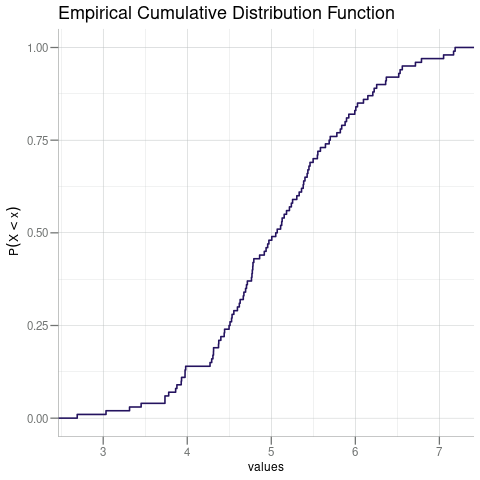 Empirical Cumulative Distribution Function
P(X < x)
1.00
0.75
0.50
0.25
0.00
3 4 5 6 7
values